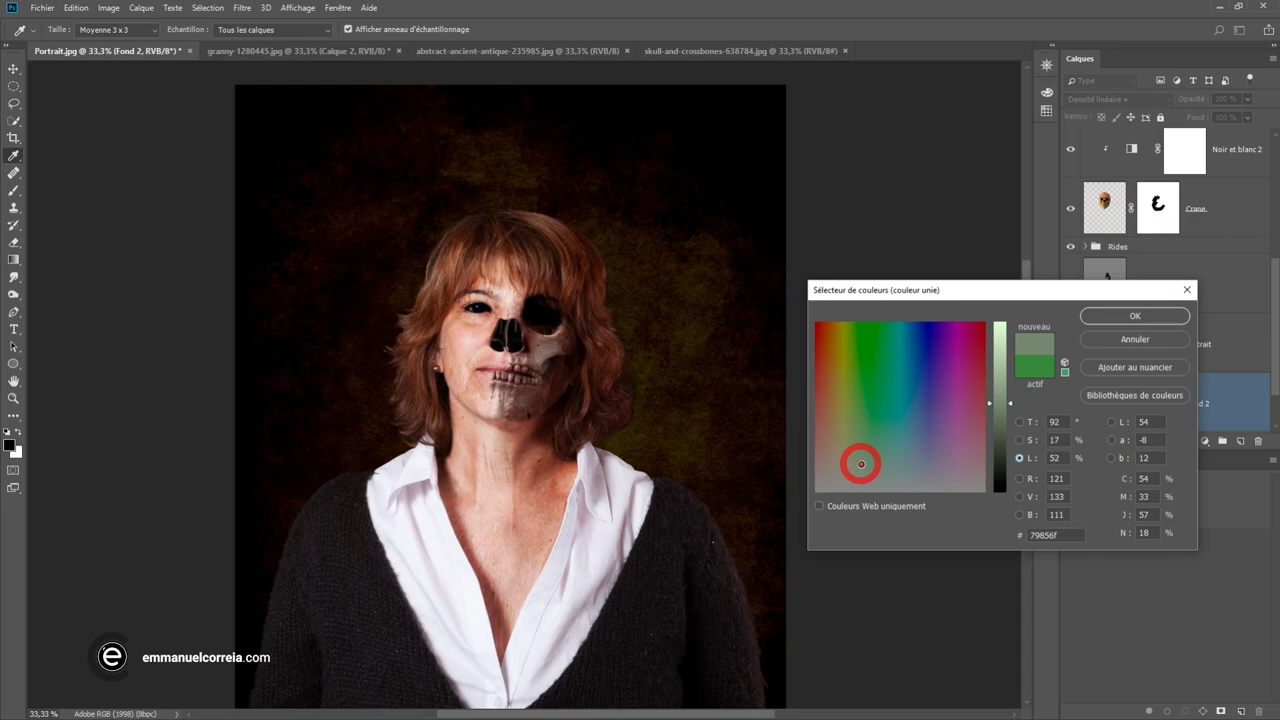 Ps Fichier Edition Image Calque Texte Sélection Filtre 3D Affichage Fenêtre Aide
Taille : Moyenne 3 x 3 Echantillon : Tous les calques Afficher anneau d'échantillonnage
Portrait.jpg @ 33,3% (Fond 2, RVB/8*) * × granny-1280445.jpg @ 33,3% (Calque 2, RVB/8) * × abstract-ancient-antique-235985.jpg @ 33,3% (RVB/8) × skull-and-crossbones-638784.jpg @ 33,3% (RVB/8#) ×
Calques
Type
Densité linéaire + Opacité : 100 %
Verrou : Fond : 100 %
Noir et blanc 2
Crane
Rides
Sélecteur de couleurs (couleur unie)
nouveau
OK
trait
Annuler
Ajouter au nuancier
actif
Bibliothèques de couleurs
d 2
T : 92 ° L : 54
S : 17 % a : -8
L : 52 % b : 12
R : 121 C : 54 %
V : 133 M : 33 %
B : 111 J : 57 %
# 79856f N : 18 %
Couleurs Web uniquement
emmanuelcorreia.com
33,33 % Adobe RGB (1998) (8bpc)